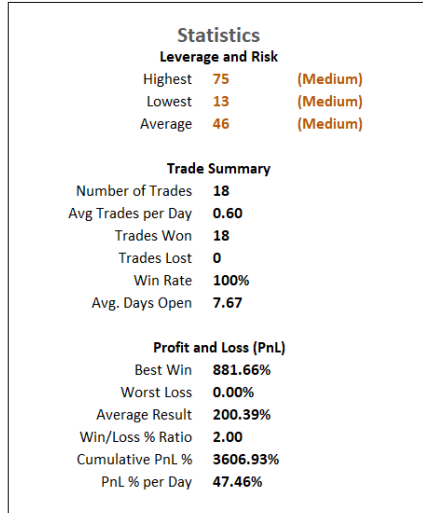 Statistics
Leverage and Risk
Highest 75 (Medium)
Lowest 13 (Medium)
Average 46 (Medium)
Trade Summary
Number of Trades 18
Avg Trades per Day 0.60
Trades Won 18
Trades Lost 0
Win Rate 100%
Avg. Days Open 7.67
Profit and Loss (PnL)
Best Win 881.66%
Worst Loss 0.00%
Average Result 200.39%
Win/Loss % Ratio 2.00
Cumulative PnL % 3606.93%
PnL % per Day 47.46%